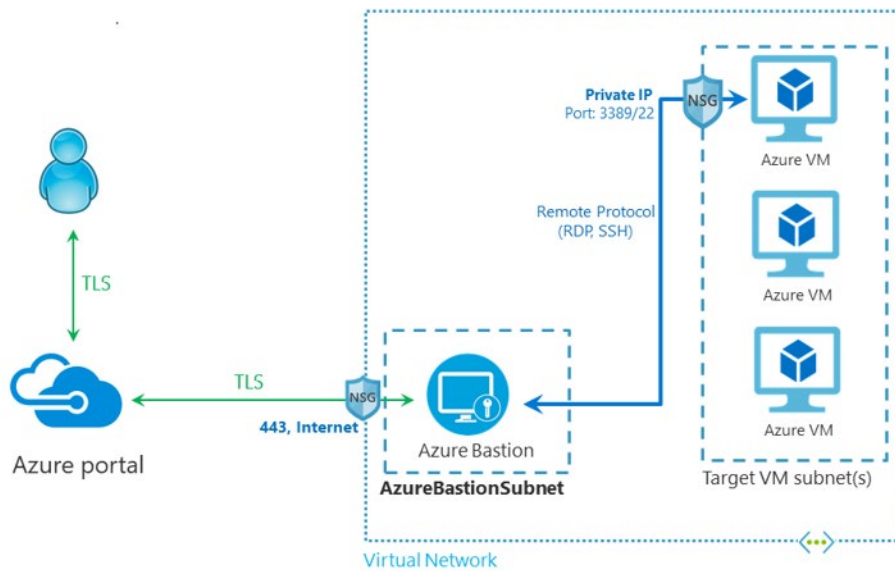 Private IP
Port: 3389/22
NSG
Azure VM
Remote Protocol
(RDP, SSH)
Azure VM
TLS
TLS
NSG
443, Internet
Azure Bastion
Azure VM
Azure portal
AzureBastionSubnet
Target VM subnet(s)
Virtual Network